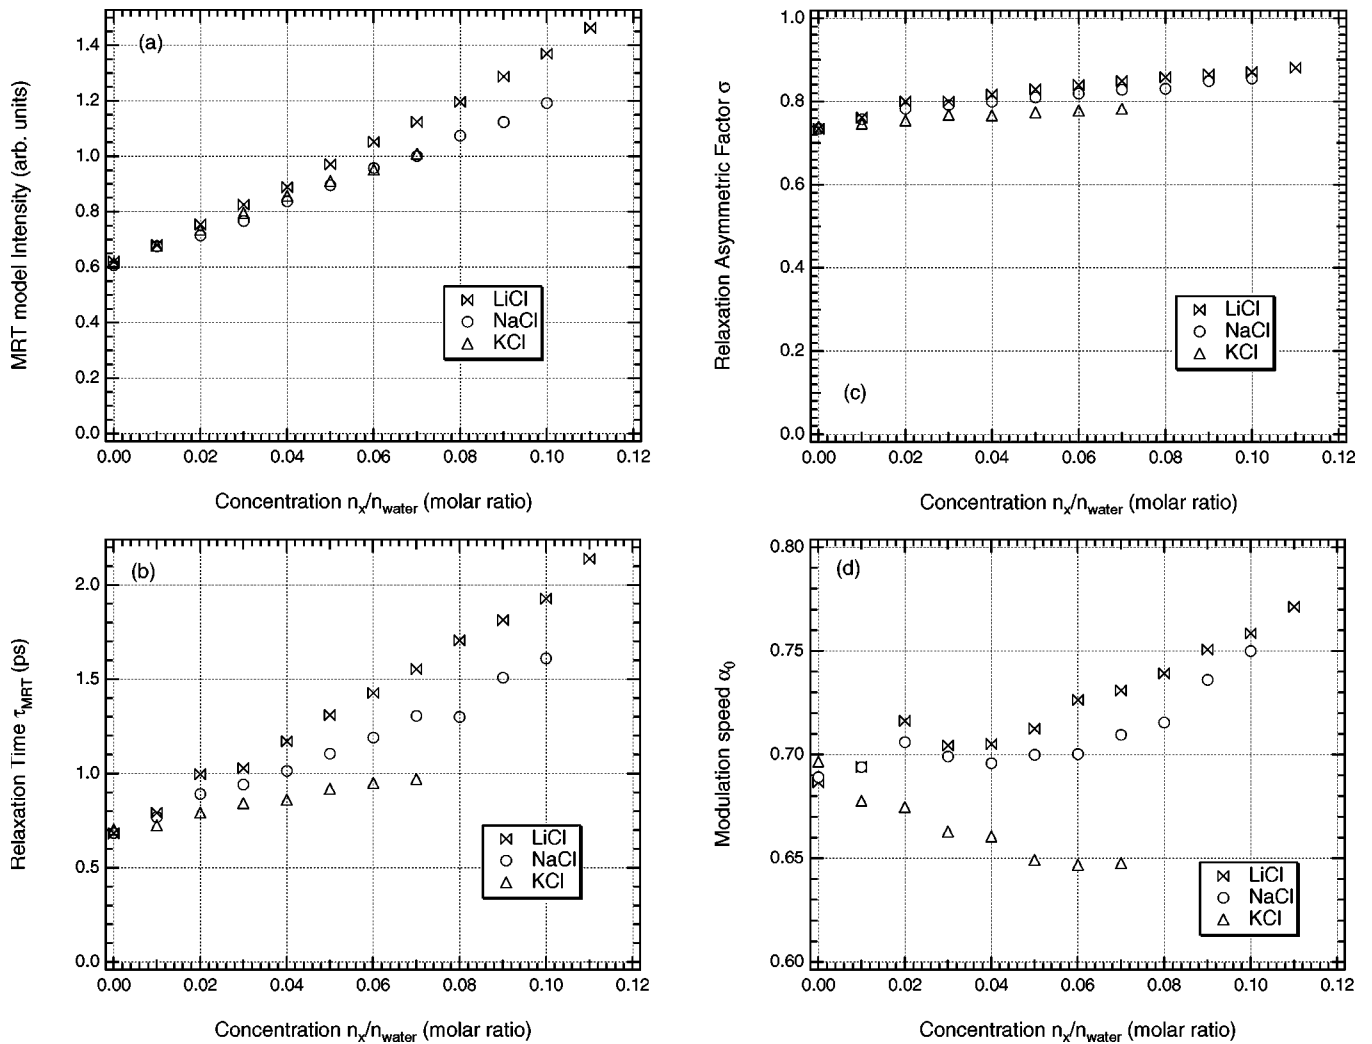 (a)
MRT model Intensity (arb. units)
1.4
1.2
1.0
0.8
0.6
0.4
0.2
0.0
LiCl
NaCl
KCl
0.00 0.02 0.04 0.06 0.08 0.10 0.12
Concentration nₓ/n_water (molar ratio)
(c)
Relaxation Asymmetric Factor σ
1.0
0.8
0.6
0.4
0.2
0.0
LiCl
NaCl
KCl
0.00 0.02 0.04 0.06 0.08 0.10 0.12
Concentration nₓ/n_water (molar ratio)
(b)
Relaxation Time τ_MRT (ps)
2.0
1.5
1.0
0.5
0.0
LiCl
NaCl
KCl
0.00 0.02 0.04 0.06 0.08 0.10 0.12
Concentration nₓ/n_water (molar ratio)
(d)
Modulation speed α₀
0.80
0.75
0.70
0.65
0.60
LiCl
NaCl
KCl
0.00 0.02 0.04 0.06 0.08 0.10 0.12
Concentration nₓ/n_water (molar ratio)